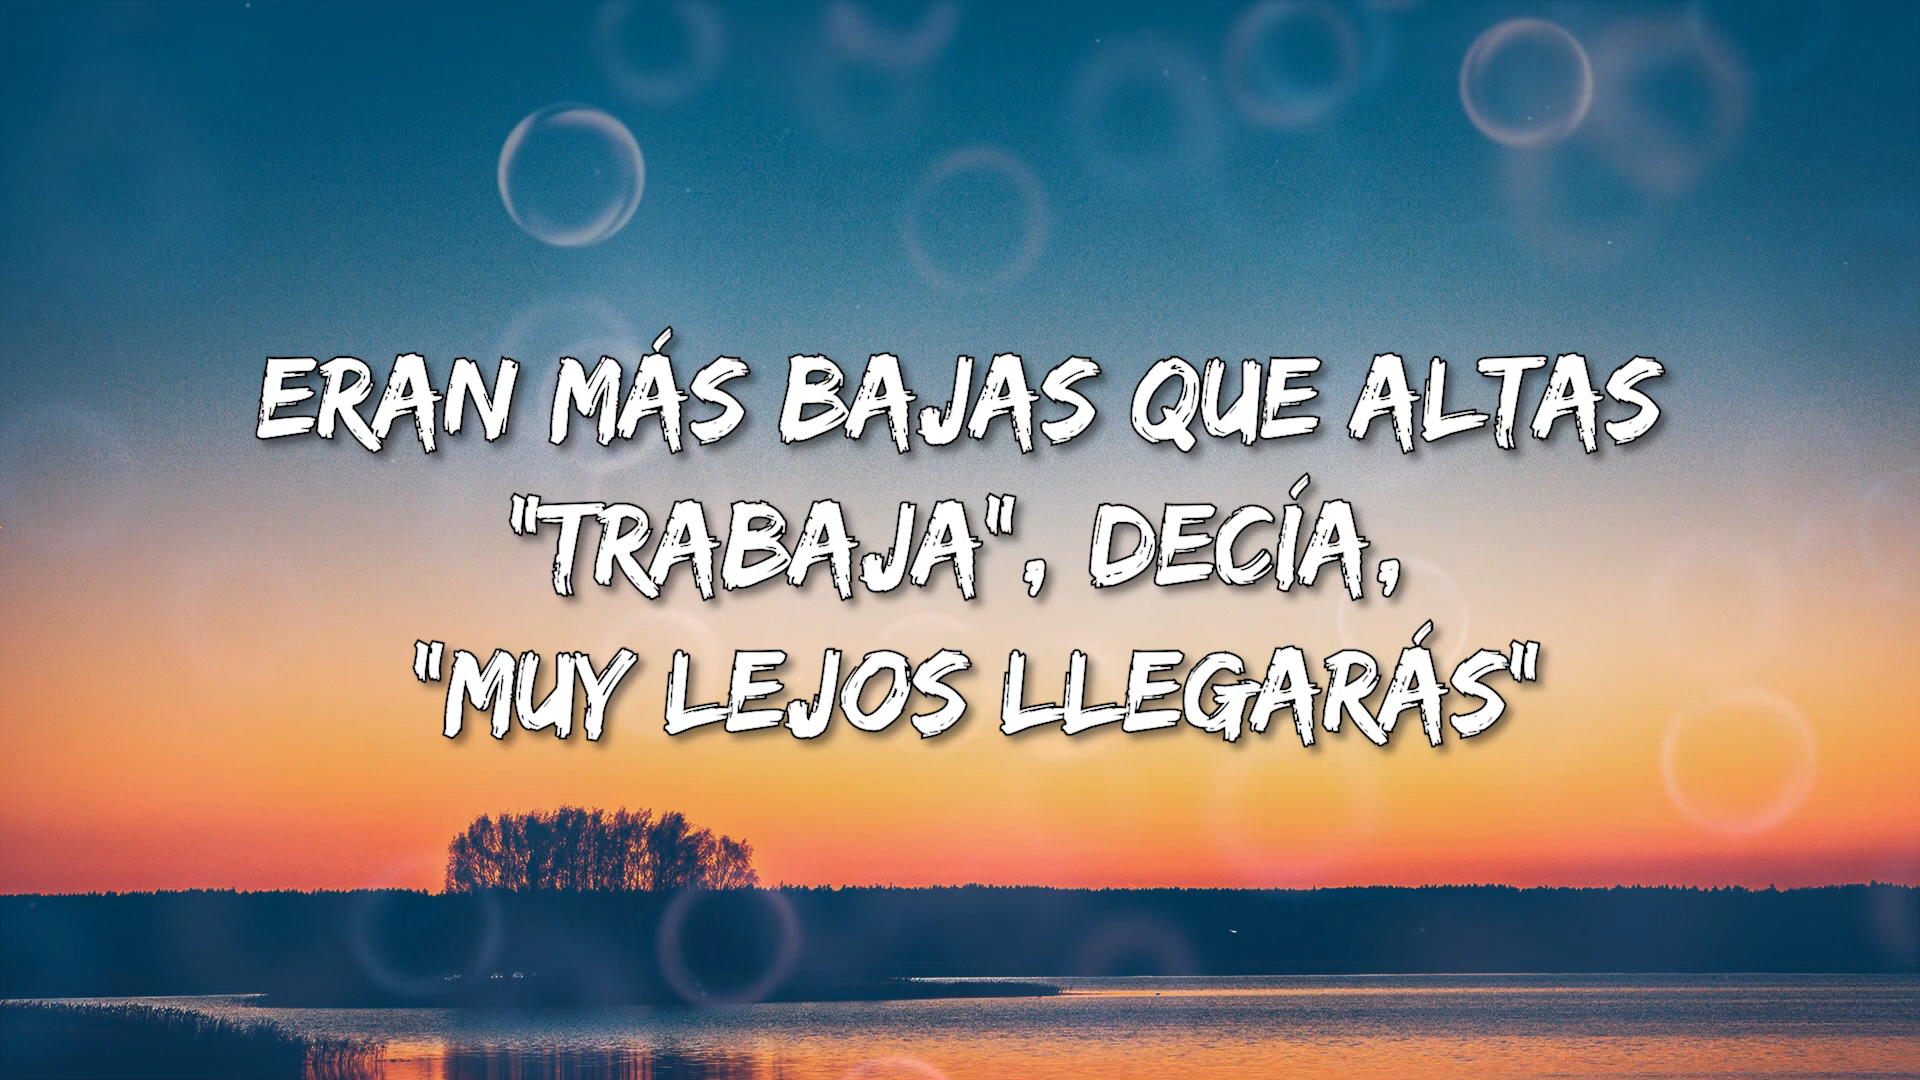 ERAN MÁS BAJAS QUE ALTAS
"TRABAJA", DECÍA,
"MUY LEJOS LLEGARÁS"